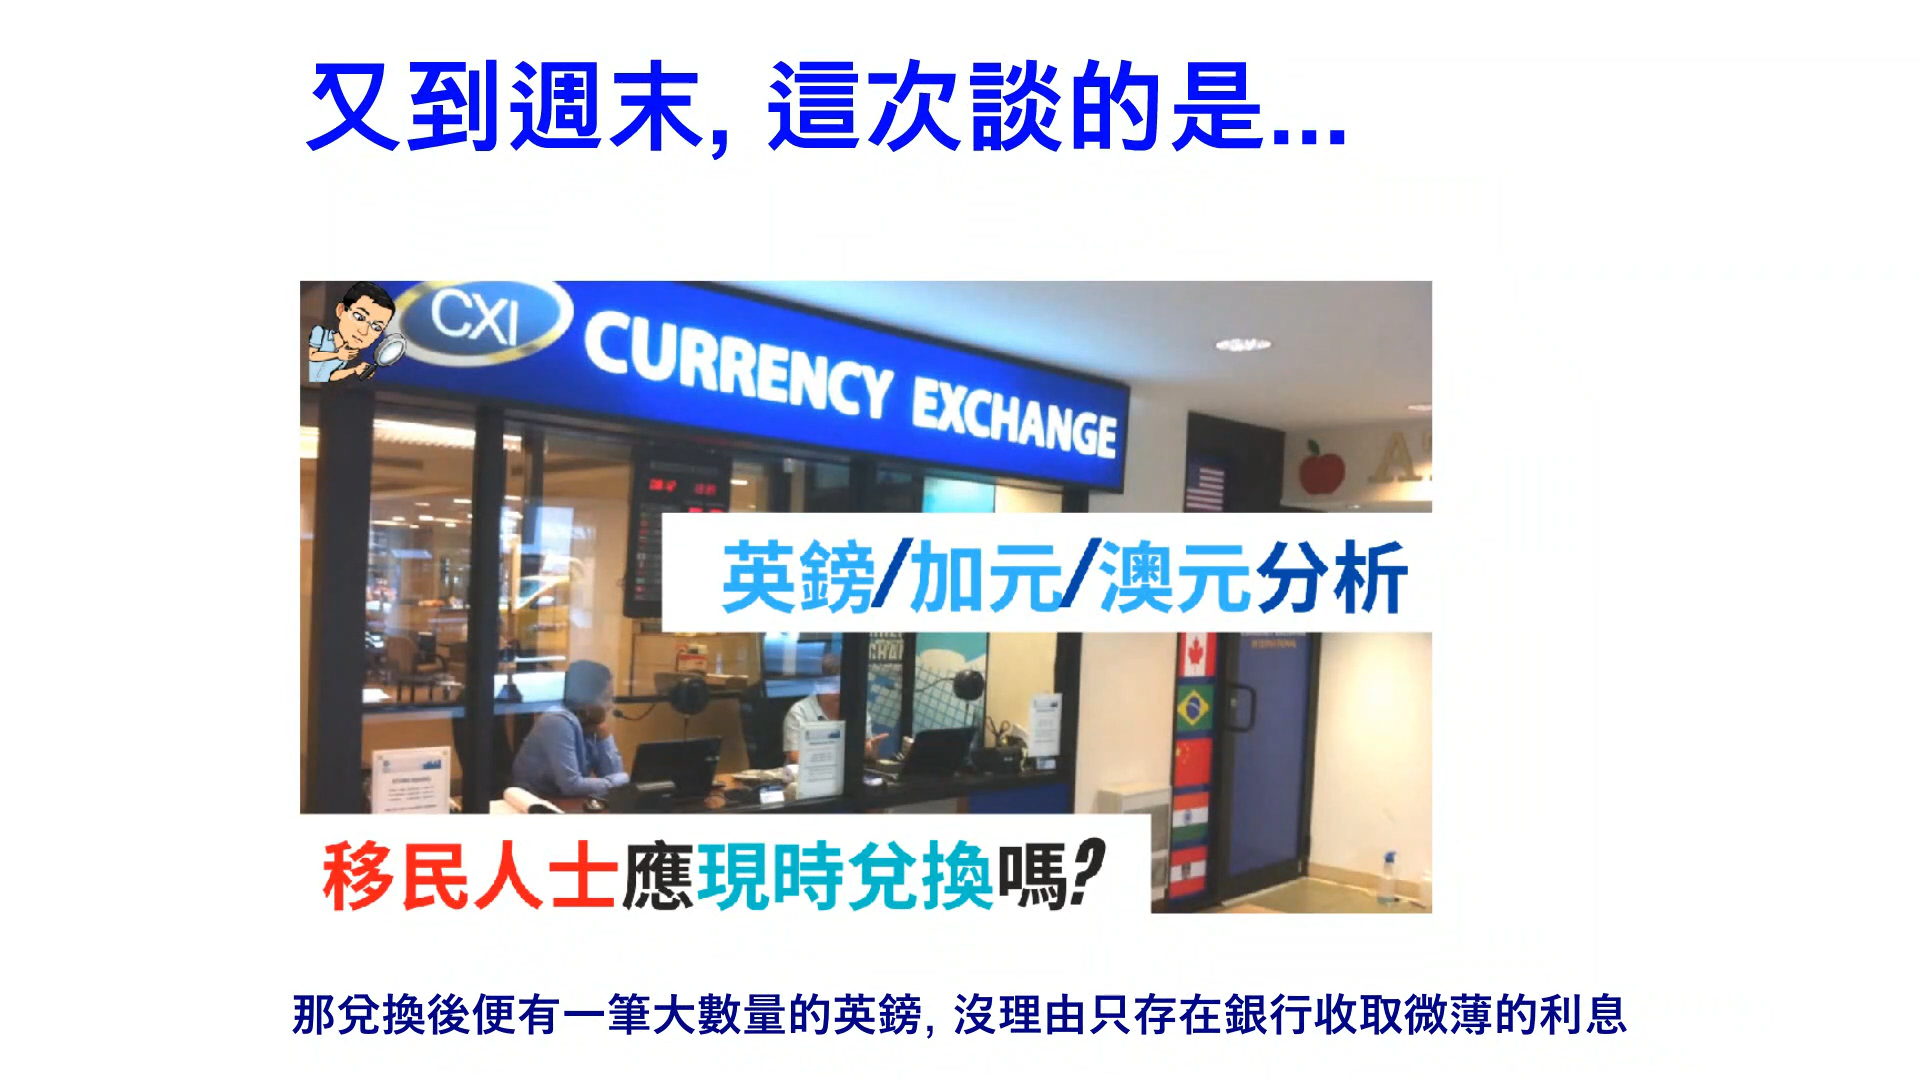 又到週末, 這次談的是...
CXI
CURRENCY EXCHANGE
英鎊/加元/澳元分析
移民人士應現時兌換嗎?
那兌換後便有一筆大數量的英鎊, 沒理由只存在銀行收取微薄的利息